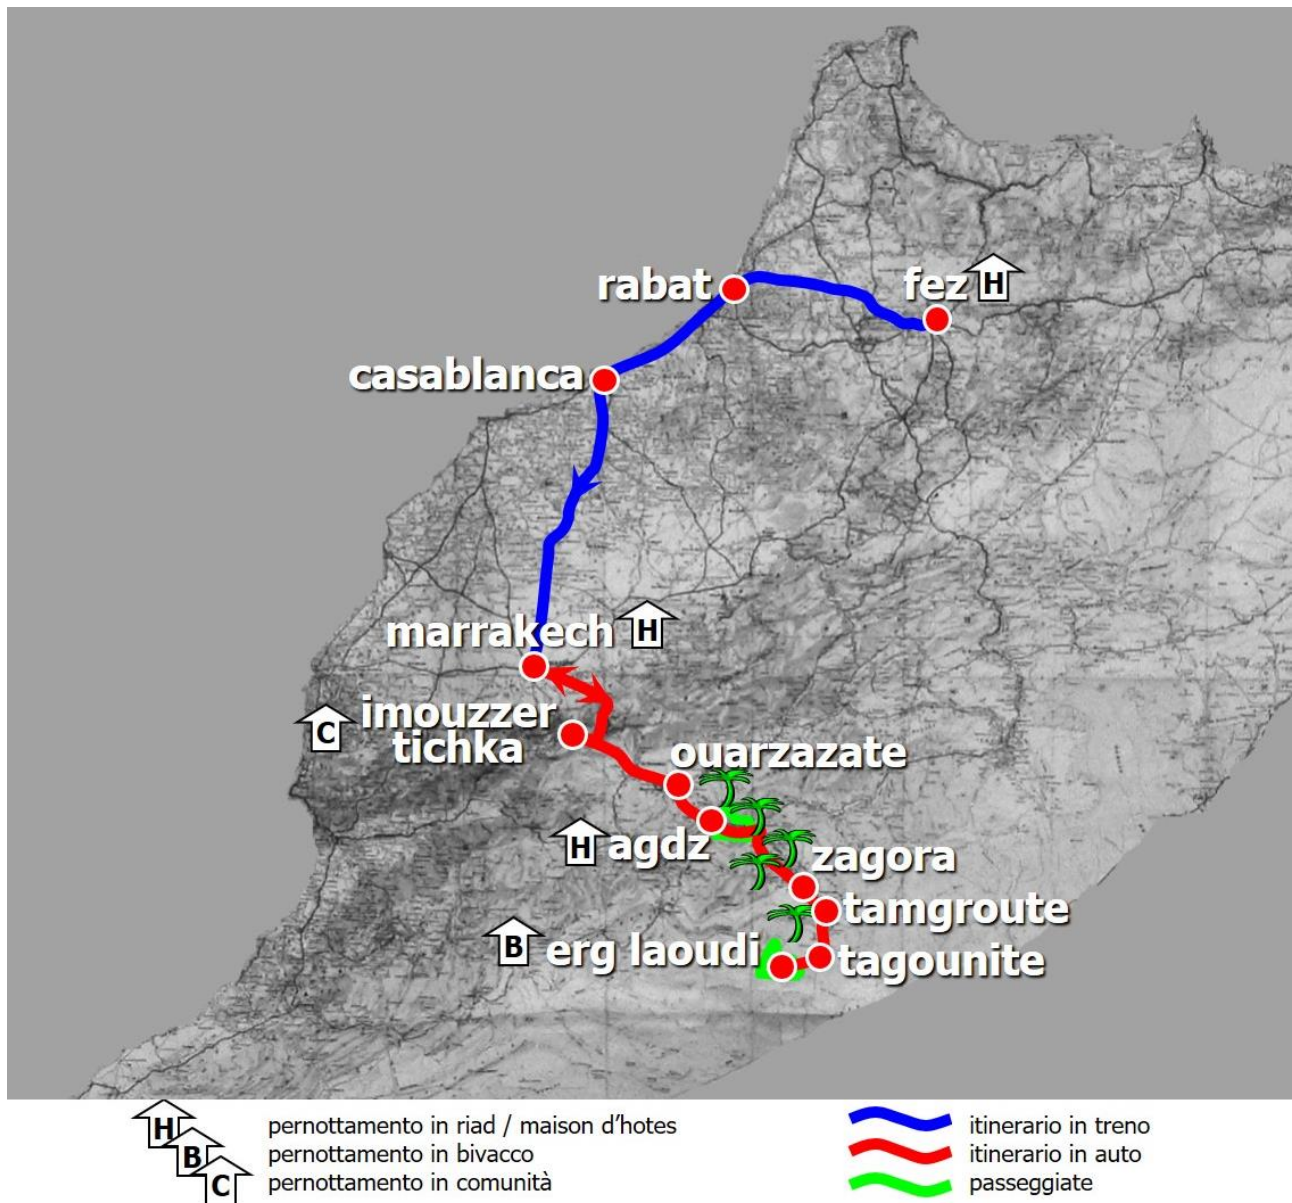 rabat
fez H
casablanca
marrakech H
C imouzzer
tichka
ouarzazate
H agdz
zagora
tamgroute
B erg laoudi
tagounite
H pernottamento in riad / maison d'hotes
B pernottamento in bivacco
C pernottamento in comunità
itinerario in treno
itinerario in auto
passeggiate